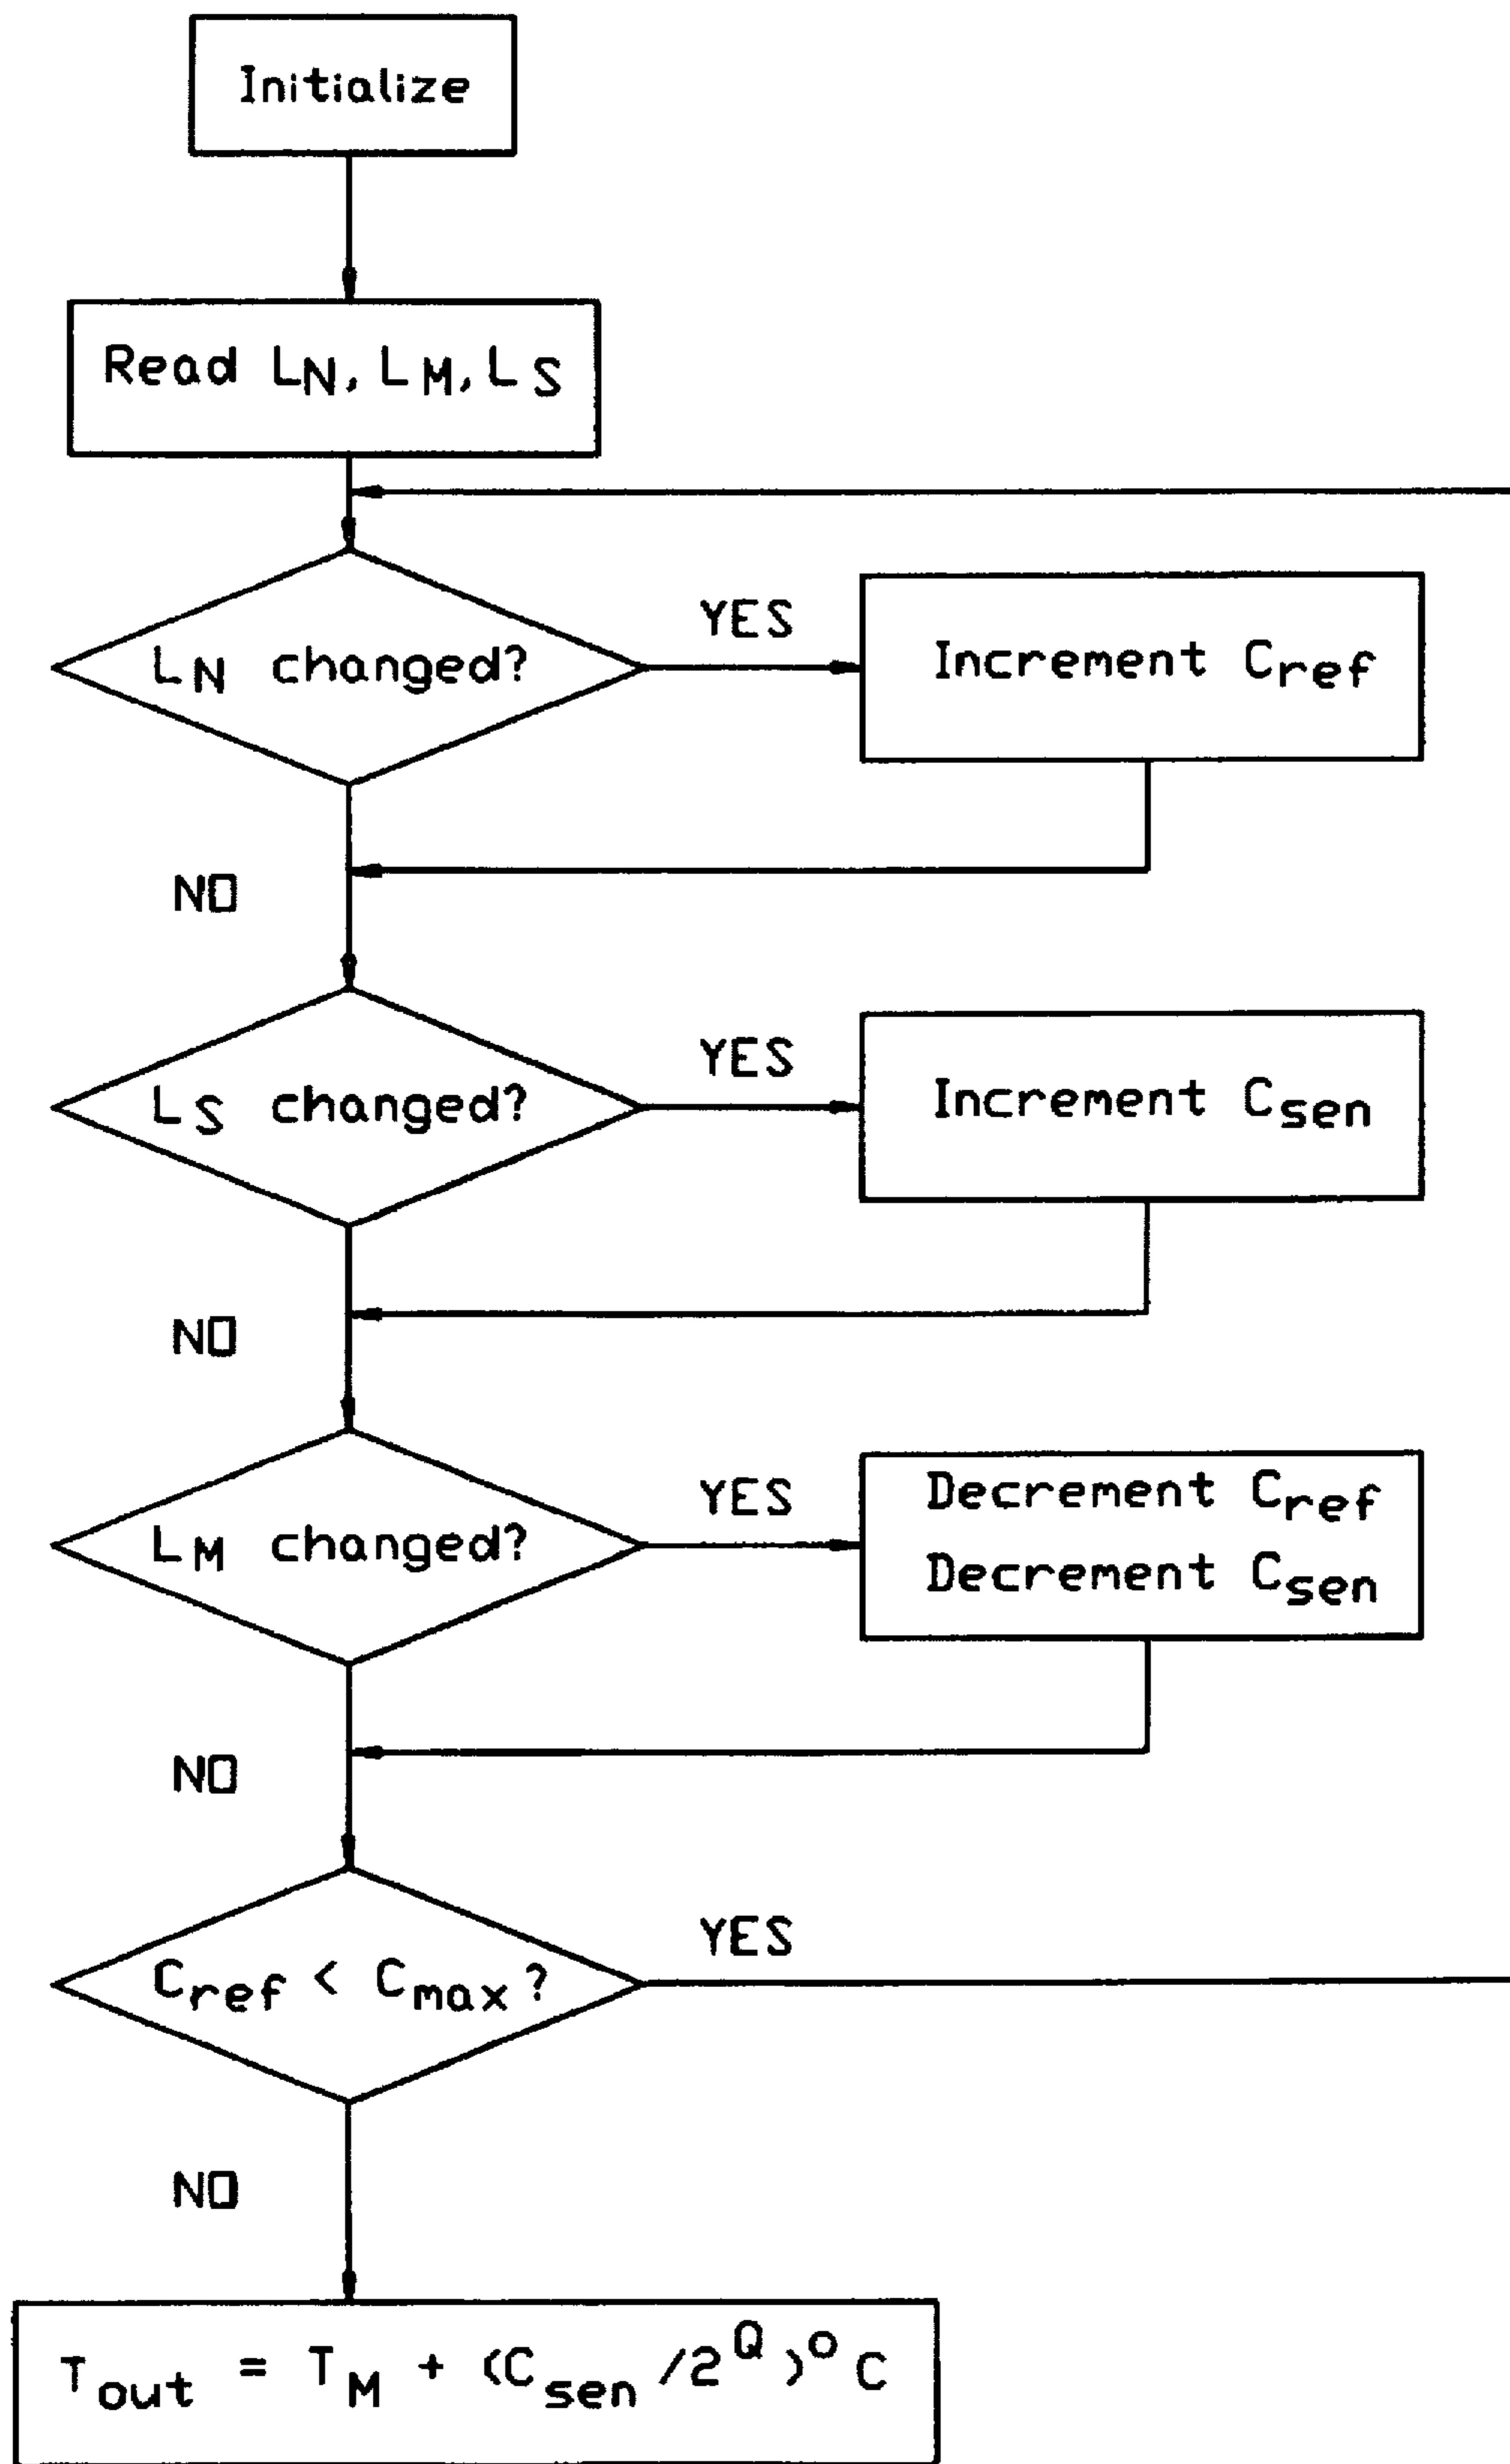 Initialize
Read LN, LM, LS
LN changed?
YES
Increment Cref
NO
LS changed?
YES
Increment Csen
NO
LM changed?
YES
Decrement Cref
Decrement Csen
NO
Cref < Cmax?
YES
NO
Tout = TM + (Csen/2^Q)°C